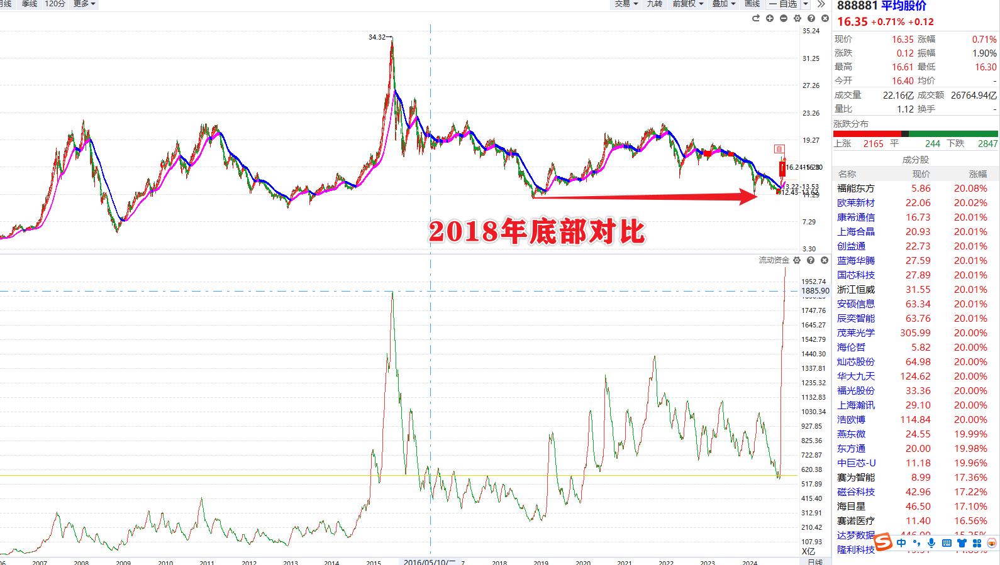 月线 季线 120分 更多
交易 九转 前复权 叠加 画线 一自选
888881 平均股价
16.35 +0.71% +0.12
现价 16.35 涨幅 0.71%
涨跌 0.12 振幅 1.90%
最高 16.61 最低 16.30
今开 16.40 均价 -
成交量 22.16亿 成交额 26764.94亿
量比 1.12 换手 -
涨跌分布
上涨 2165 平 244 下跌 2847
成分股
名称 现价 涨幅
福能东方 5.86 20.08%
欧莱新材 22.06 20.02%
康希通信 16.73 20.01%
上海合晶 20.93 20.01%
创益通 22.73 20.01%
蓝海华腾 27.59 20.01%
国芯科技 27.89 20.01%
浙江恒威 31.55 20.01%
安硕信息 63.34 20.01%
辰奕智能 63.76 20.01%
茂莱光学 305.99 20.00%
海伦哲 5.82 20.00%
灿芯股份 64.98 20.00%
华大九天 124.62 20.00%
福光股份 33.36 20.00%
上海瀚讯 29.10 20.00%
浩欧博 114.84 20.00%
燕东微 24.55 19.99%
东方通 20.00 19.98%
中巨芯-U 11.18 19.96%
赛为智能 8.99 17.36%
磁谷科技 42.96 17.22%
海目星 46.50 17.10%
赛诺医疗 11.40 16.56%
达梦数据
隆利科技
中
35.24
34.32
31.25
27.26
23.26
19.27
自
13.22-13.53
11.29
7.29
3.30
2018年底部对比
流动资金
1952.74
1885.90
1747.76
1645.27
1542.79
1440.30
1337.81
1235.32
1132.83
1030.34
927.85
825.36
722.87
620.38
517.89
415.40
312.91
210.42
107.93
X亿
06 2007 2008 2009 2010 2011 2012 2013 2014 2015 2016/05/10/二 7 2018 2019 2020 2021 2022 2023 2024 日线